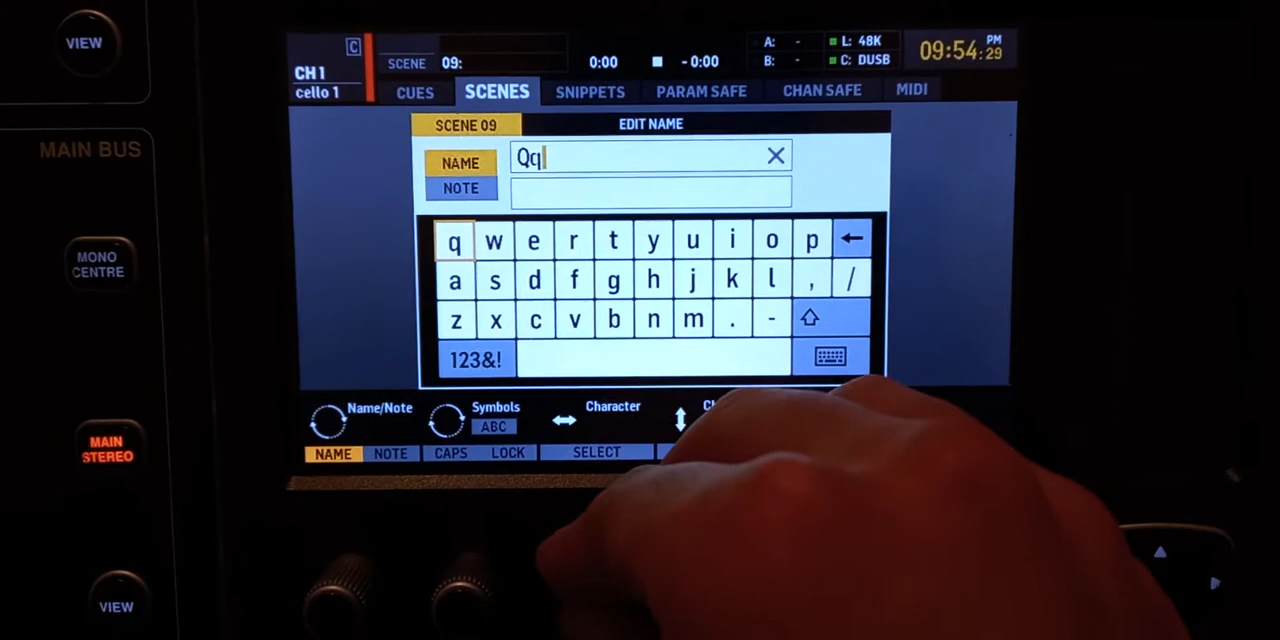 VIEW
MAIN BUS
MONO
CENTRE
MAIN
STEREO
VIEW
C
CH 1
cello 1
SCENE 09: 0:00 - 0:00
A: - L: 48K
B: - C: DUSB
09:54:29 PM
CUES SCENES SNIPPETS PARAM SAFE CHAN SAFE MIDI
SCENE 09 EDIT NAME
NAME Qq
NOTE
q w e r t y u i o p
a s d f g h j k l , /
z x c v b n m . -
123&!
Name/Note Symbols Character
ABC
NAME NOTE CAPS LOCK SELECT